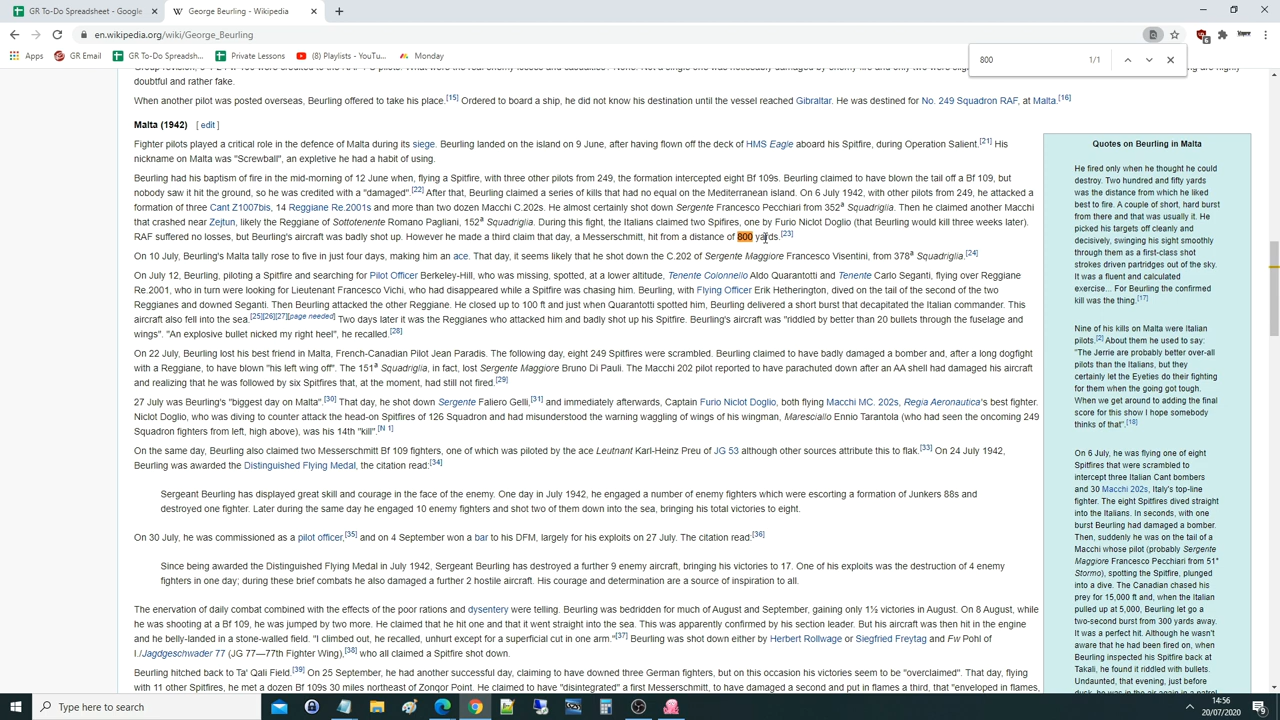 GR To-Do Spreadsheet - Google
George Beurling - Wikipedia
en.wikipedia.org/wiki/George_Beurling
Apps GR Email GR To-Do Spreadsh... Private Lessons (8) Playlists - YouTu... Monday
800 1/1
doubtful and rather fake.
When another pilot was posted overseas, Beurling offered to take his place.[15] Ordered to board a ship, he did not know his destination until the vessel reached Gibraltar. He was destined for No. 249 Squadron RAF, at Malta.[16]
Malta (1942) [ edit ]
Fighter pilots played a critical role in the defence of Malta during its siege. Beurling landed on the island on 9 June, after having flown off the deck of HMS Eagle aboard his Spitfire, during Operation Salient.[21] His
nickname on Malta was "Screwball", an expletive he had a habit of using.
Beurling had his baptism of fire in the mid-morning of 12 June when, flying a Spitfire, with three other pilots from 249, the formation intercepted eight Bf 109s. Beurling claimed to have blown the tail off a Bf 109, but
nobody saw it hit the ground, so he was credited with a "damaged".[22] After that, Beurling claimed a series of kills that had no equal on the Mediterranean island. On 6 July 1942, with other pilots from 249, he attacked a
formation of three Cant Z1007bis, 14 Reggiane Re.2001s and more than two dozen Macchi C.202s. He almost certainly shot down Sergente Francesco Pecchiari from 352ª Squadriglia. Then he claimed another Macchi
that crashed near Zejtun, likely the Reggiane of Sottotenente Romano Pagliani, 152ª Squadriglia. During this fight, the Italians claimed two Spifires, one by Furio Niclot Doglio (that Beurling would kill three weeks later).
RAF suffered no losses, but Beurling's aircraft was badly shot up. However he made a third claim that day, a Messerschmitt, hit from a distance of 800 yards.[23]
On 10 July, Beurling's Malta tally rose to five in just four days, making him an ace. That day, it seems likely that he shot down the C.202 of Sergente Maggiore Francesco Visentini, from 378ª Squadriglia.[24]
On July 12, Beurling, piloting a Spitfire and searching for Pilot Officer Berkeley-Hill, who was missing, spotted, at a lower altitude, Tenente Colonnello Aldo Quarantotti and Tenente Carlo Seganti, flying over Reggiane
Re.2001, who in turn were looking for Lieutenant Francesco Vichi, who had disappeared while a Spitfire was chasing him. Beurling, with Flying Officer Erik Hetherington, dived on the tail of the second of the two
Reggianes and downed Seganti. Then Beurling attacked the other Reggiane. He closed up to 100 ft and just when Quarantotti spotted him, Beurling delivered a short burst that decapitated the Italian commander. This
aircraft also fell into the sea.[25][26][27][page needed] Two days later it was the Reggianes who attacked him and badly shot up his Spitfire. Beurling's aircraft was "riddled by better than 20 bullets through the fuselage and
wings". "An explosive bullet nicked my right heel", he recalled.[28]
On 22 July, Beurling lost his best friend in Malta, French-Canadian Pilot Jean Paradis. The following day, eight 249 Spitfires were scrambled. Beurling claimed to have badly damaged a bomber and, after a long dogfight
with a Reggiane, to have blown "his left wing off". The 151ª Squadriglia in fact, lost Sergente Maggiore Bruno Di Pauli. The Macchi 202 pilot reported to have parachuted down after an AA shell had damaged his aircraft
and realizing that he was followed by six Spitfires that, at the moment, had still not fired.[29]
27 July was Beurling's "biggest day on Malta".[30] That day, he shot down Sergente Faliero Gelli,[31] and immediately afterwards, Captain Furio Niclot Doglio, both flying Macchi MC. 202s, Regia Aeronautica's best fighter.
Niclot Doglio, who was diving to counter attack the head-on Spitfires of 126 Squadron and had misunderstood the warning waggling of wings of his wingman, Maresciallo Ennio Tarantola (who had seen the oncoming 249
Squadron fighters from left, high above), was his 14th "kill".[N 1]
On the same day, Beurling also claimed two Messerschmitt Bf 109 fighters, one of which was piloted by the ace Leutnant Karl-Heinz Preu of JG 53 although other sources attribute this to flak.[33] On 24 July 1942,
Beurling was awarded the Distinguished Flying Medal, the citation read:[34]
Sergeant Beurling has displayed great skill and courage in the face of the enemy. One day in July 1942, he engaged a number of enemy fighters which were escorting a formation of Junkers 88s and
destroyed one fighter. Later during the same day he engaged 10 enemy fighters and shot two of them down into the sea, bringing his total victories to eight.
On 30 July, he was commissioned as a pilot officer,[35] and on 4 September won a bar to his DFM, largely for his exploits on 27 July. The citation read:[36]
Since being awarded the Distinguished Flying Medal in July 1942, Sergeant Beurling has destroyed a further 9 enemy aircraft, bringing his victories to 17. One of his exploits was the destruction of 4 enemy
fighters in one day; during these brief combats he also damaged a further 2 hostile aircraft. His courage and determination are a source of inspiration to all.
The enervation of daily combat combined with the effects of the poor rations and dysentery were telling. Beurling was bedridden for much of August and September, gaining only 1½ victories in August. On 8 August, while
he was shooting at a Bf 109, he was jumped by two more. He claimed that he hit one and that it went straight into the sea. This was apparently confirmed by his section leader. But his aircraft was then hit in the engine
and he belly-landed in a stone-walled field. "I climbed out, he recalled, unhurt except for a superficial cut in one arm."[37] Beurling was shot down either by Herbert Rollwage or Siegfried Freytag and Fw Pohl of
I./Jagdgeschwader 77 (JG 77—77th Fighter Wing),[38] who all claimed a Spitfire shot down.
Beurling hitched back to Ta' Qali Field.[39] On 25 September, he had another successful day, claiming to have downed three German fighters, but on this occasion his victories seem to be "overclaimed". That day, flying
with 11 other Spitfires, he met a dozen Bf 109s 30 miles northeast of Zonqor Point. He claimed to have "disintegrated" a first Messerschmitt, to have damaged a second and put in flames a third, that "enveloped in flames,
Quotes on Beurling in Malta
He fired only when he thought he could
destroy. Two hundred and fifty yards
was the distance from which he liked
best to fire. A couple of short, hard burst
from there and that was usually it. He
picked his targets off cleanly and
decisively, swinging his sight smoothly
through them as a first-class shot
strokes driven partridges out of the sky.
It was a fluent and calculated
exercise... For Beurling the confirmed
kill was the thing.[17]
Nine of his kills on Malta were Italian
pilots.[2] About them he used to say:
"The Jerrie are probably better over-all
pilots than the Italians, but they
certainly let the Eyeties do their fighting
for them when the going got tough.
When we get around to adding the final
score for this show I hope somebody
thinks of that".[18]
On 6 July, he was flying one of eight
Spitfires that were scrambled to
intercept three Italian Cant bombers
and 30 Macchi 202s, Italy's top-line
fighter. The eight Spitfires dived straight
into the Italians. In seconds, with one
burst Beurling had damaged a bomber.
Then, suddenly he was on the tail of a
Macchi whose pilot (probably Sergente
Maggiore Francesco Pecchiari from 51°
Stormo), spotting the Spitfire, plunged
into a dive. The Canadian chased his
prey for 15,000 ft and, when the Italian
pulled up at 5,000, Beurling let go a
two-second burst from 300 yards away.
It was a perfect hit. Although he wasn't
aware that he had been fired on, when
Beurling inspected his Spitfire back at
Takali, he found it riddled with bullets.
Undaunted, that evening, just before
Type here to search
14:56
20/07/2020